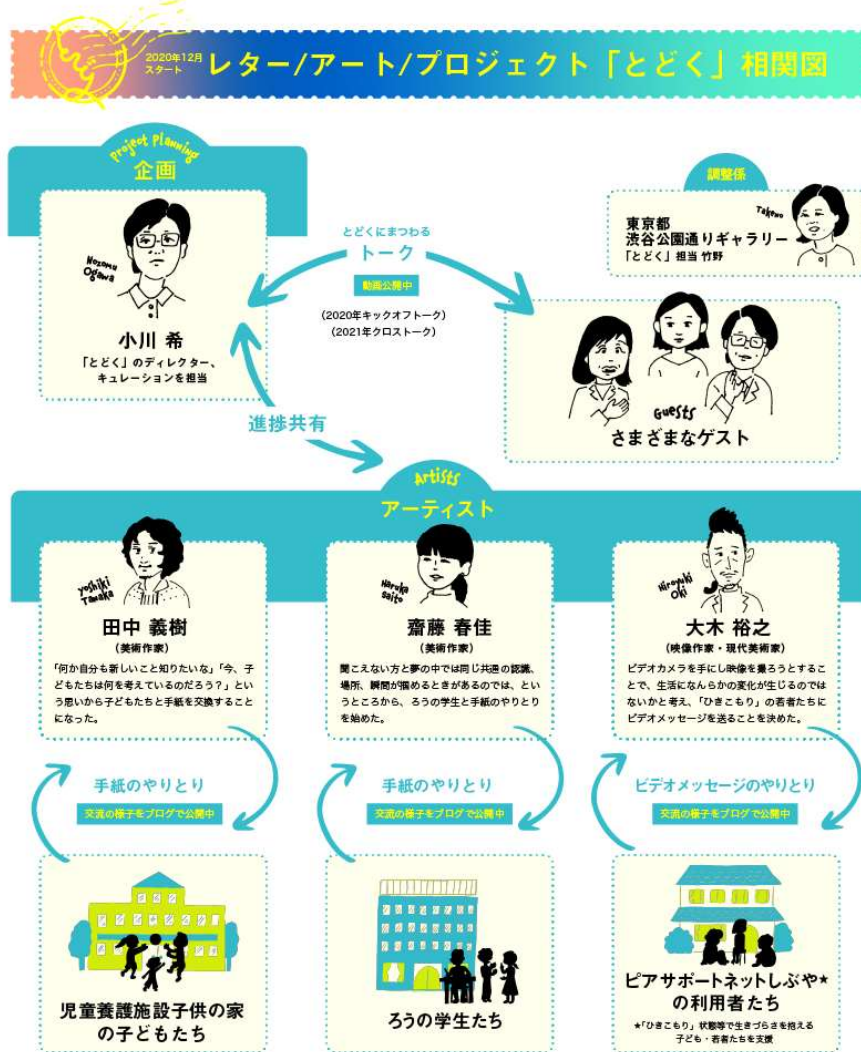 2020年12月
スタート
レター/アート/プロジェクト「とどく」相関図
Project Planning
企画
Nozomu
Ogawa
小川 希
「とどく」のディレクター、
キュレーションを担当
とどくにまつわる
トーク
動画公開中
(2020年キックオフトーク)
(2021年クロストーク)
調整係
東京都
渋谷公園通りギャラリー
「とどく」担当 竹野
Takeno
Guests
さまざまなゲスト
進捗共有
Artists
アーティスト
Yoshiki
Tanaka
田中 義樹
(美術作家)
「何か自分も新しいこと知りたいな」「今、子
どもたちは何を考えているのだろう?」とい
う思いから子どもたちと手紙を交換すること
になった。
Haruka
Saito
齋藤 春佳
(美術作家)
聞こえない方と夢の中では同じ共通の認識、
場所、瞬間が掴めるときがあるのでは、とい
うところから、ろうの学生と手紙のやりとり
を始めた。
Hiroyuki
Oki
大木 裕之
(映像作家・現代美術家)
ビデオカメラを手にし映像を撮ろうとするこ
とで、生活になんらかの変化が生じるのでは
ないかと考え、「ひきこもり」の若者たちに
ビデオメッセージを送ることを決めた。
手紙のやりとり
交流の様子をブログで公開中
手紙のやりとり
交流の様子をブログで公開中
ビデオメッセージのやりとり
交流の様子をブログで公開中
児童養護施設子供の家
の子どもたち
ろうの学生たち
ピアサポートネットしぶや★
の利用者たち
★「ひきこもり」状態等で生きづらさを抱える
子ども・若者たちを支援